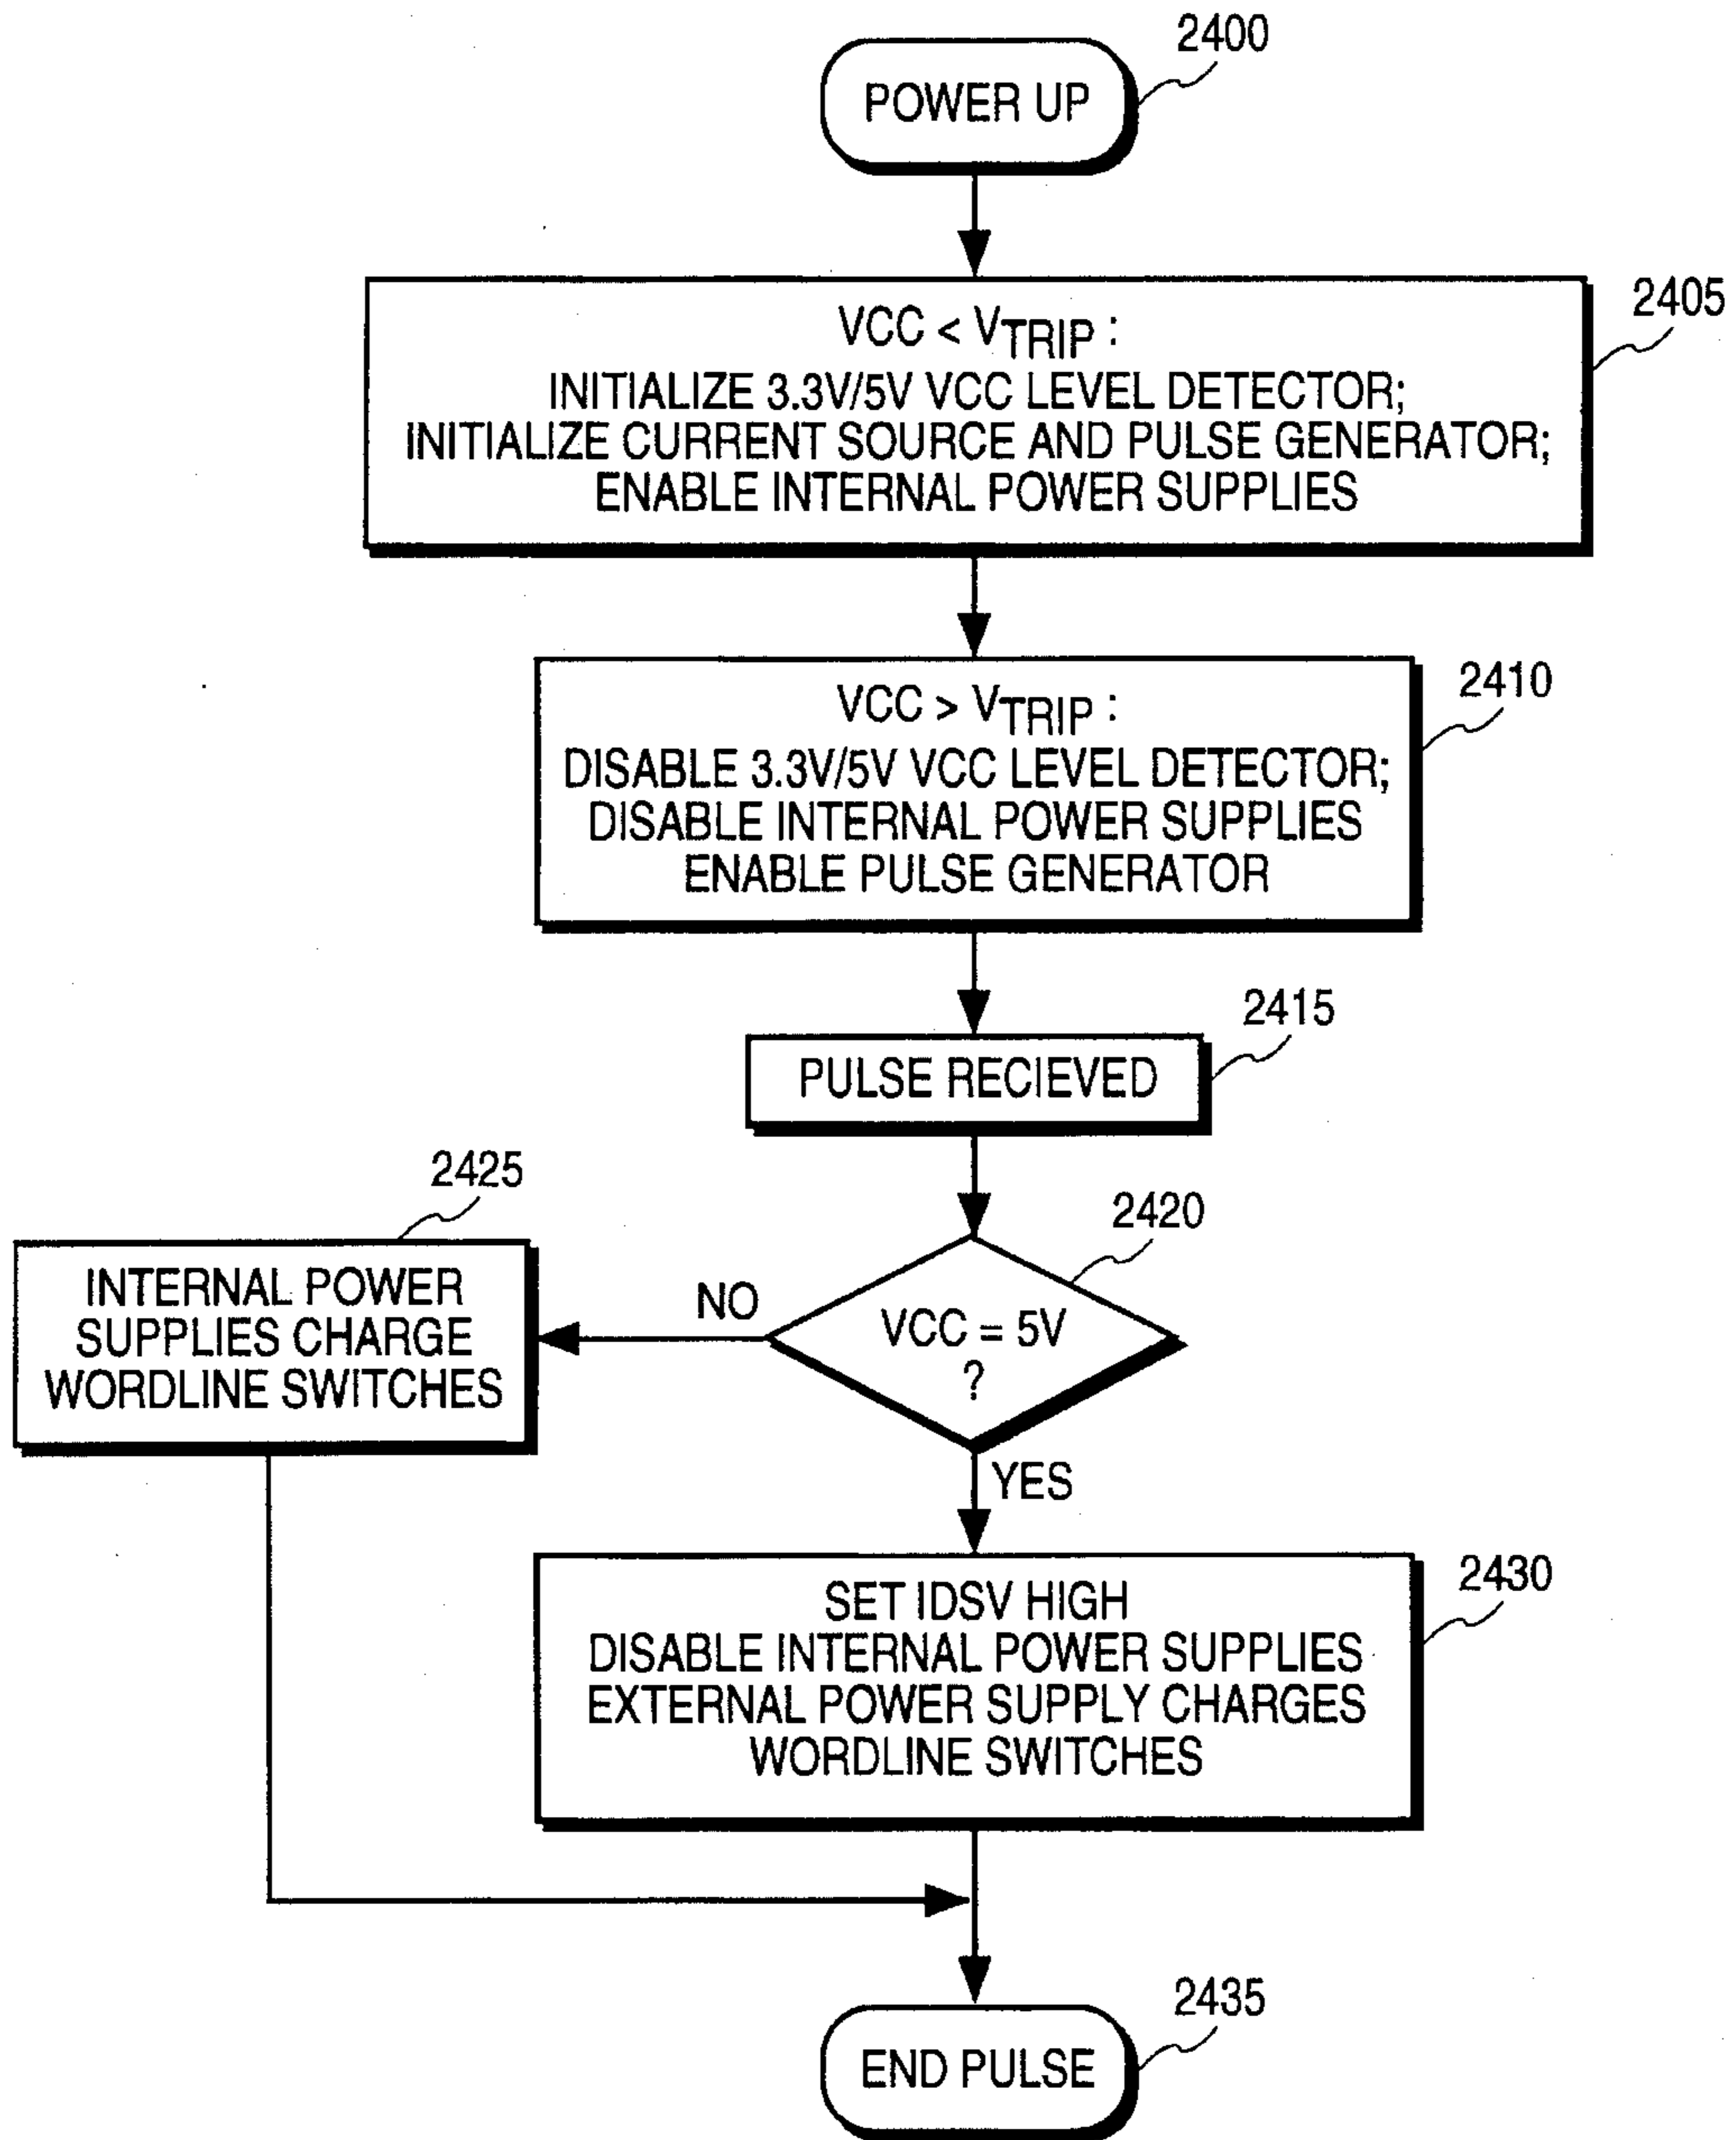 2400
POWER UP
2405
VCC < VTRIP :
INITIALIZE 3.3V/5V VCC LEVEL DETECTOR;
INITIALIZE CURRENT SOURCE AND PULSE GENERATOR;
ENABLE INTERNAL POWER SUPPLIES
2410
VCC > VTRIP :
DISABLE 3.3V/5V VCC LEVEL DETECTOR;
DISABLE INTERNAL POWER SUPPLIES
ENABLE PULSE GENERATOR
2415
PULSE RECIEVED
2425
INTERNAL POWER
SUPPLIES CHARGE
WORDLINE SWITCHES
NO
2420
VCC = 5V
?
YES
2430
SET IDSV HIGH
DISABLE INTERNAL POWER SUPPLIES
EXTERNAL POWER SUPPLY CHARGES
WORDLINE SWITCHES
2435
END PULSE